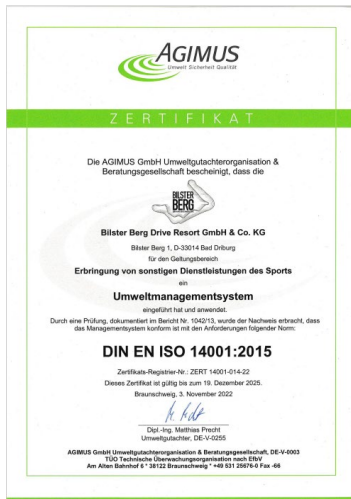 AGIMUS
Umwelt Sicherheit Qualität
ZERTIFIKAT
Die AGIMUS GmbH Umweltgutachterorganisation &
Beratungsgesellschaft bescheinigt, dass die
BILSTER
BERG
Bilster Berg Drive Resort GmbH & Co. KG
Bilster Berg 1, D-33014 Bad Driburg
für den Geltungsbereich
Erbringung von sonstigen Dienstleistungen des Sports
ein
Umweltmanagementsystem
eingeführt hat und anwendet.
Durch eine Prüfung, dokumentiert im Bericht Nr. 1042/13, wurde der Nachweis erbracht, dass
das Managementsystem konform ist mit den Anforderungen folgender Norm:
DIN EN ISO 14001:2015
Zertifikats-Registrier-Nr.: ZERT 14001-014-22
Dieses Zertifikat ist gültig bis zum 19. Dezember 2025.
Braunschweig, 3. November 2022
Dipl.-Ing. Matthias Precht
Umweltgutachter, DE-V-0255
AGIMUS GmbH Umweltgutachterorganisation & Beratungsgesellschaft, DE-V-0003
TÜO Technische Überwachungsorganisation nach EfbV
Am Alten Bahnhof 6 * 38122 Braunschweig * +49 531 25676-0 Fax -66